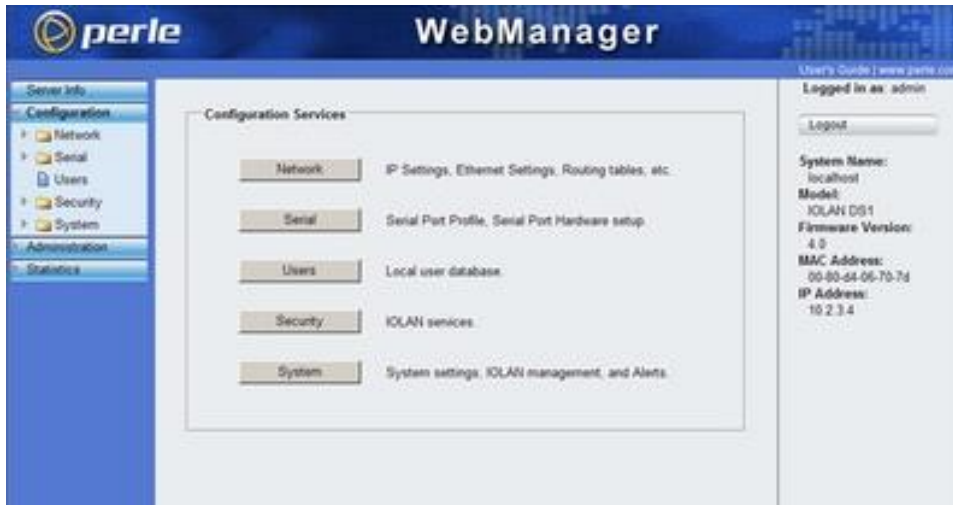 perle
WebManager
User's Guide | www.perle.co
Server Info
Configuration
Network
Serial
Users
Security
System
Administration
Statistics
Configuration Services
Network IP Settings, Ethernet Settings, Routing tables, etc.
Serial Serial Port Profile, Serial Port Hardware setup.
Users Local user database.
Security IOLAN services.
System System settings, IOLAN management, and Alerts.
Logged in as: admin
Logout
System Name:
localhost
Model:
IOLAN DS1
Firmware Version:
4.0
MAC Address:
00-80-d4-06-70-7d
IP Address:
10.2.3.4